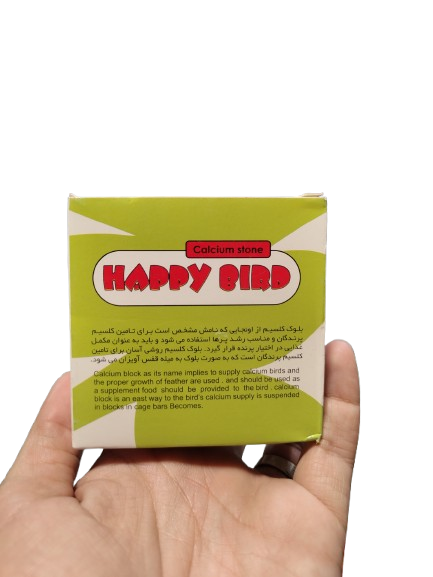 Calcium stone
HAPPY BIRD
بلوک کلسیم از اونجایی که نامش مشخص است برای تامین کلسیم
پرندگان و مناسب رشد پرها استفاده می شود و باید به عنوان مکمل
غذایی در اختیار پرنده قرار گیرد. بلوک کلسیم روشی آسان برای تامین
کلسیم پرندگان است که به صورت بلوک به میله قفس آویزان می شود.
Calcium block as its name implies to supply calcium birds and
the proper growth of feather are used . and should be used as
a supplement food should be provided to the bird . calcium
block is an east way to the bird's calcium supply is suspended
in blocks in cage bars Becomes.